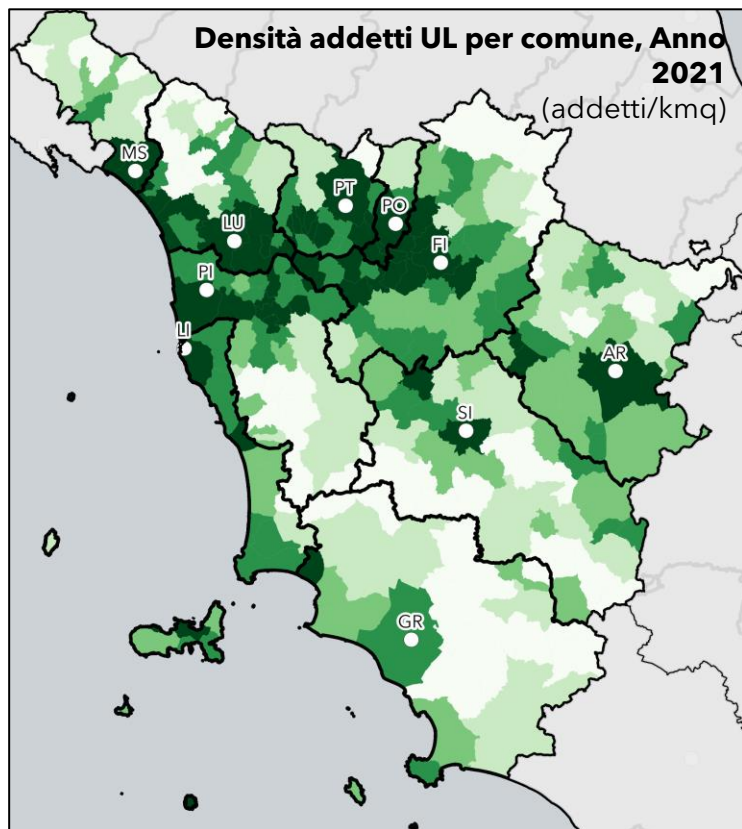 Densità addetti UL per comune, Anno
2021
(addetti/kmq)
MS
PT
PO
LU
FI
PI
LI
AR
SI
GR